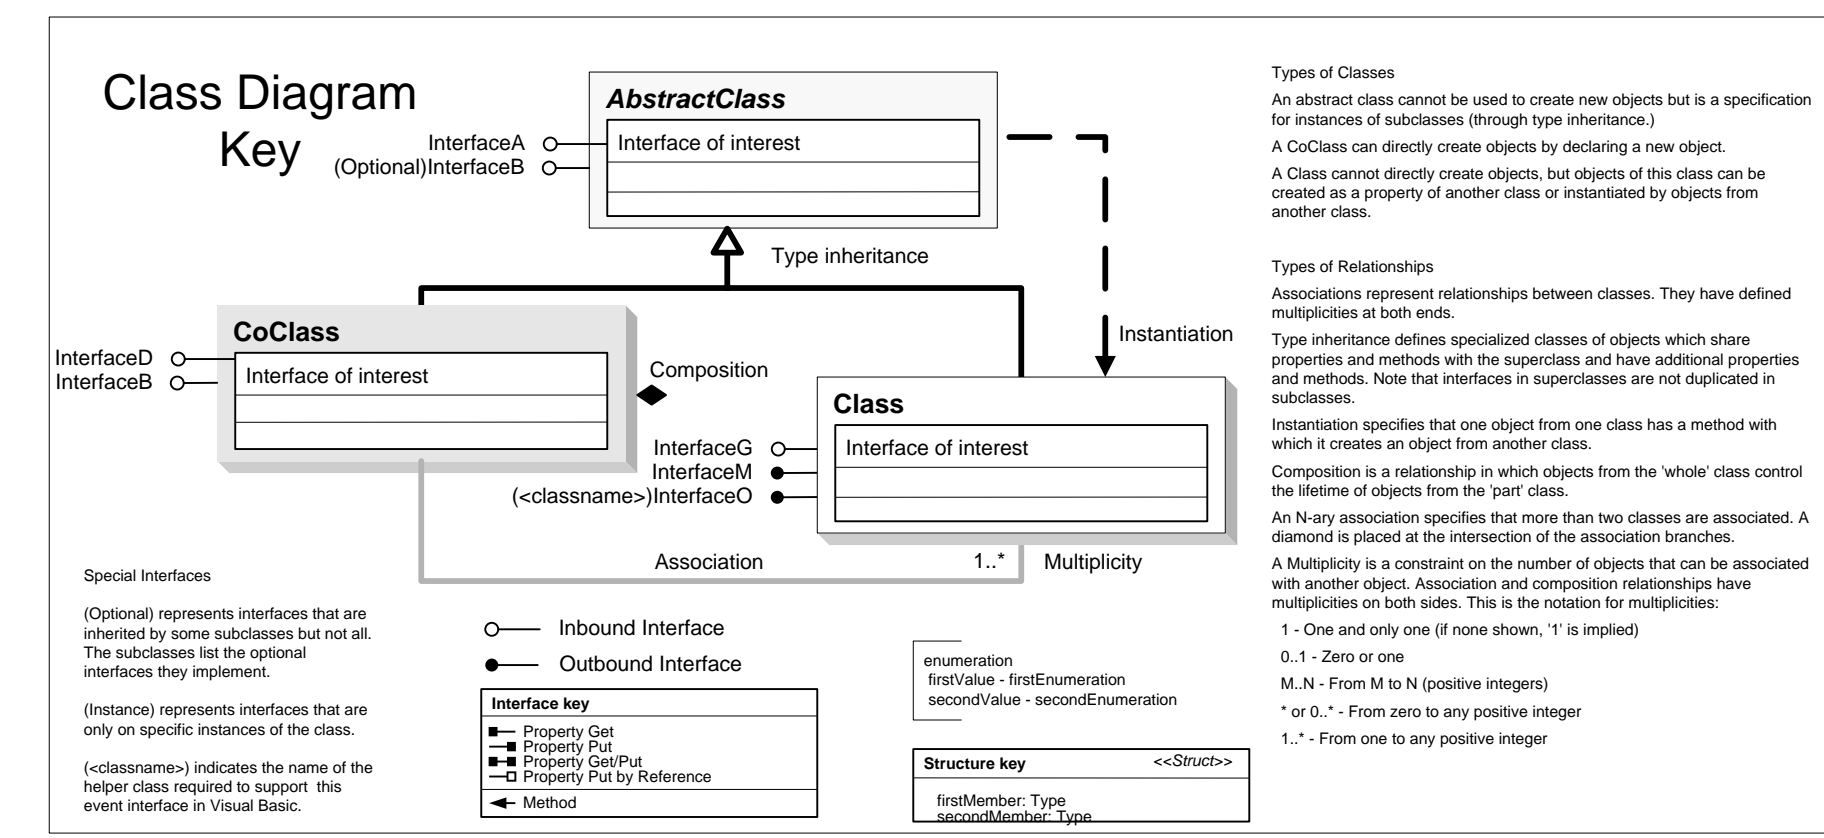 Class Diagram
Key
AbstractClass
Interface of interest
InterfaceA
(Optional)InterfaceB
Type inheritance
CoClass
Interface of interest
InterfaceD
InterfaceB
Composition
Instantiation
Class
Interface of interest
InterfaceG
InterfaceM
(<classname>)InterfaceO
Association
1..*
Multiplicity
Special Interfaces
(Optional) represents interfaces that are
inherited by some subclasses but not all.
The subclasses list the optional
interfaces they implement.
(Instance) represents interfaces that are
only on specific instances of the class.
(<classname>) indicates the name of the
helper class required to support this
event interface in Visual Basic.
Inbound Interface
Outbound Interface
Interface key
Property Get
Property Put
Property Get/Put
Property Put by Reference
Method
enumeration
firstValue - firstEnumeration
secondValue - secondEnumeration
Structure key <<Struct>>
firstMember: Type
secondMember: Type
Types of Classes
An abstract class cannot be used to create new objects but is a specification
for instances of subclasses (through type inheritance.)
A CoClass can directly create objects by declaring a new object.
A Class cannot directly create objects, but objects of this class can be
created as a property of another class or instantiated by objects from
another class.
Types of Relationships
Associations represent relationships between classes. They have defined
multiplicities at both ends.
Type inheritance defines specialized classes of objects which share
properties and methods with the superclass and have additional properties
and methods. Note that interfaces in superclasses are not duplicated in
subclasses.
Instantiation specifies that one object from one class has a method with
which it creates an object from another class.
Composition is a relationship in which objects from the 'whole' class control
the lifetime of objects from the 'part' class.
An N-ary association specifies that more than two classes are associated. A
diamond is placed at the intersection of the association branches.
A Multiplicity is a constraint on the number of objects that can be associated
with another object. Association and composition relationships have
multiplicities on both sides. This is the notation for multiplicities:
1 - One and only one (if none shown, '1' is implied)
0..1 - Zero or one
M..N - From M to N (positive integers)
* or 0..* - From zero to any positive integer
1..* - From one to any positive integer